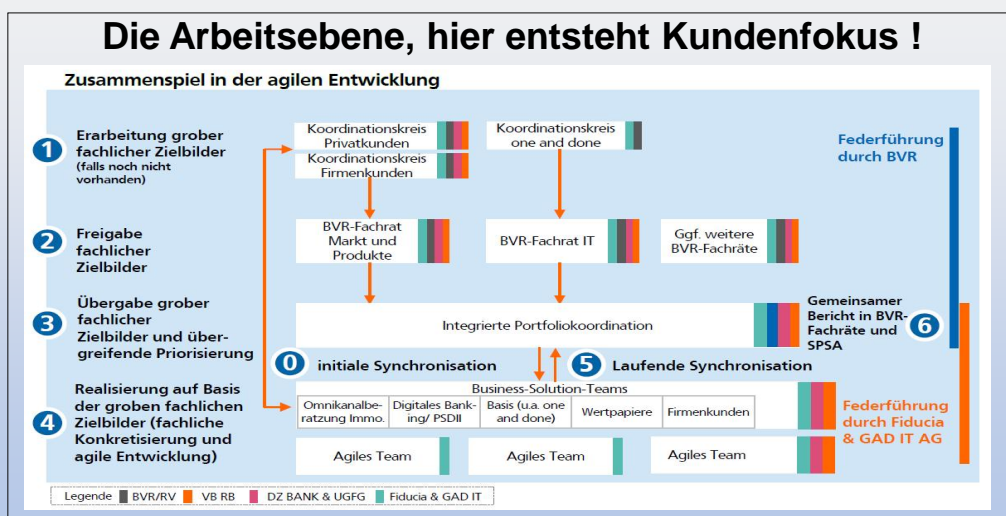 Die Arbeitsebene, hier entsteht Kundenfokus !
Zusammenspiel in der agilen Entwicklung
1
Erarbeitung grober
fachlicher Zielbilder
(falls noch nicht
vorhanden)
Koordinationskreis
Privatkunden
Koordinationskreis
Firmenkunden
Koordinationskreis
one and done
Federführung
durch BVR
2
Freigabe
fachlicher
Zielbilder
BVR-Fachrat
Markt und
Produkte
BVR-Fachrat IT
Ggf. weitere
BVR-Fachräte
3
Übergabe grober
fachlicher
Zielbilder und über-
greifende Priorisierung
Integrierte Portfoliokoordination
Gemeinsamer
Bericht in BVR-
Fachräte und
SPSA
6
0
initiale Synchronisation
5
Laufende Synchronisation
4
Realisierung auf Basis
der groben fachlichen
Zielbilder (fachliche
Konkretisierung und
agile Entwicklung)
Business-Solution-Teams
Omnikanalbe-
ratzung Immo.
Digitales Bank-
ing/ PSDII
Basis (u.a. one
and done)
Wertpapiere
Firmenkunden
Agiles Team
Agiles Team
Agiles Team
Federführung
durch Fiducia
& GAD IT AG
Legende BVR/RV VB RB DZ BANK & UGFG Fiducia & GAD IT